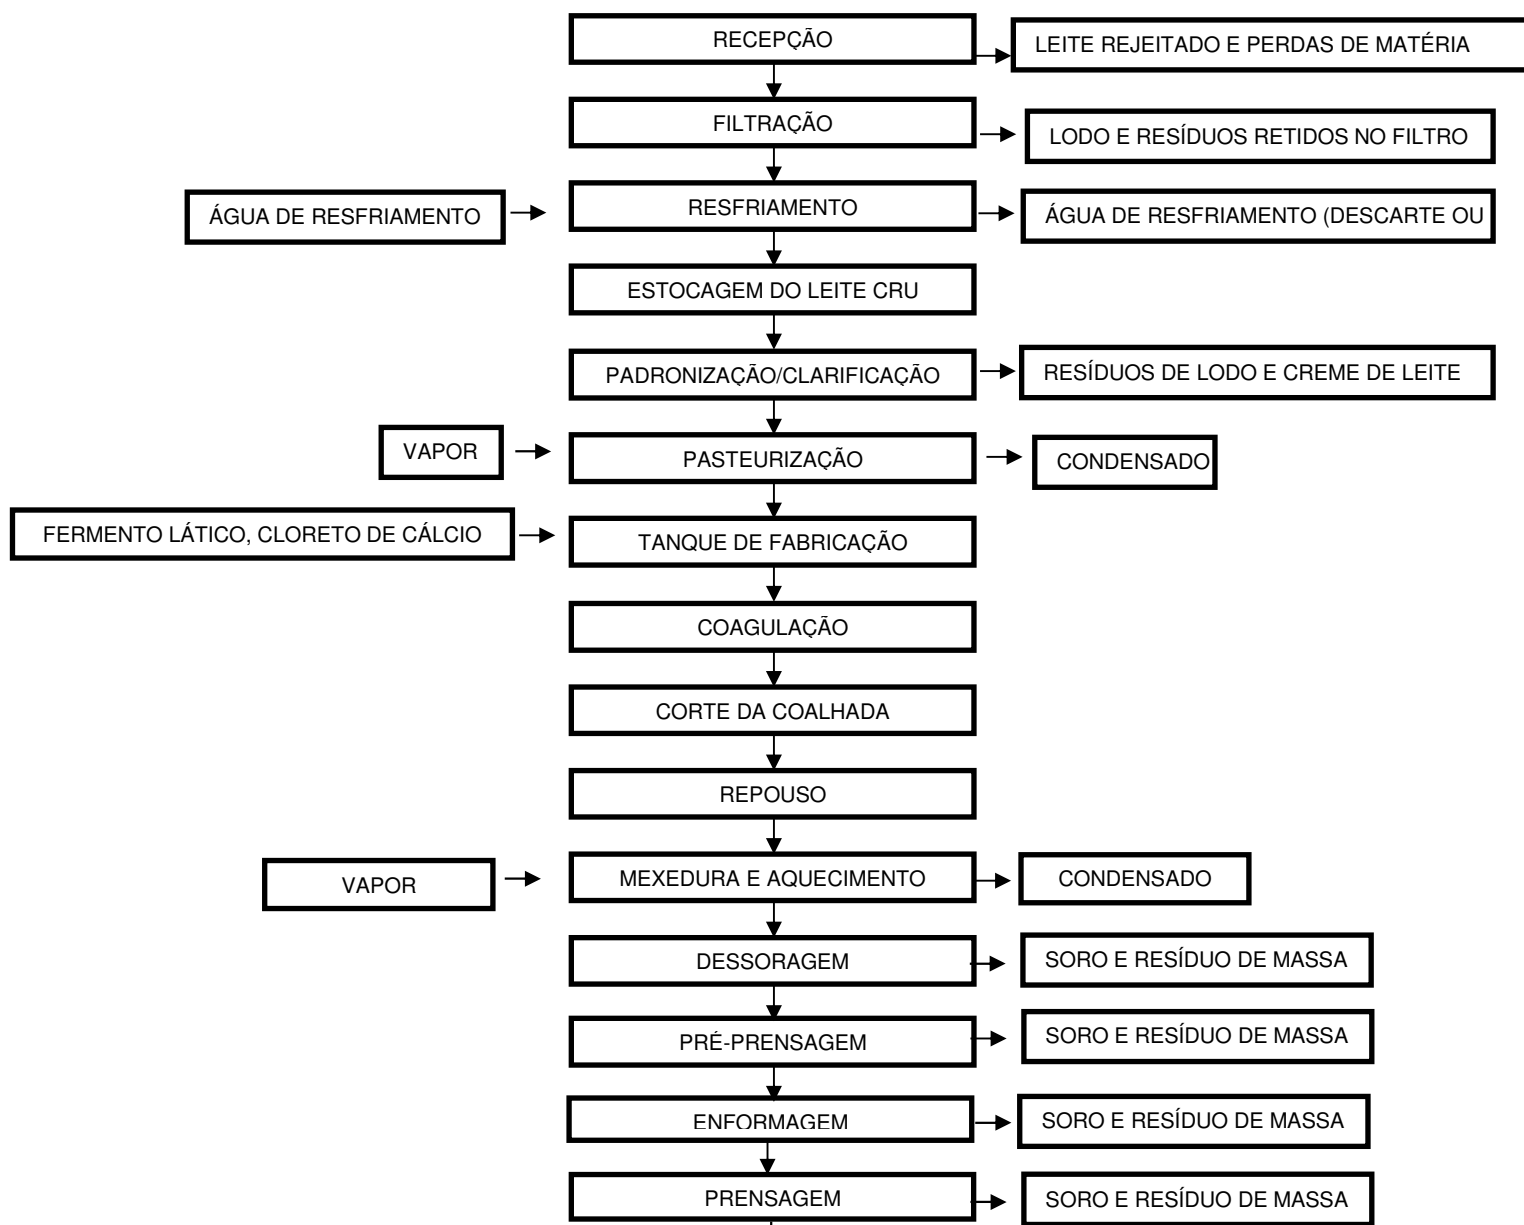 RECEPÇÃO
LEITE REJEITADO E PERDAS DE MATÉRIA
FILTRAÇÃO
LODO E RESÍDUOS RETIDOS NO FILTRO
ÁGUA DE RESFRIAMENTO
RESFRIAMENTO
ÁGUA DE RESFRIAMENTO (DESCARTE OU
ESTOCAGEM DO LEITE CRU
PADRONIZAÇÃO/CLARIFICAÇÃO
RESÍDUOS DE LODO E CREME DE LEITE
VAPOR
PASTEURIZAÇÃO
CONDENSADO
FERMENTO LÁTICO, CLORETO DE CÁLCIO
TANQUE DE FABRICAÇÃO
COAGULAÇÃO
CORTE DA COALHADA
REPOUSO
VAPOR
MEXEDURA E AQUECIMENTO
CONDENSADO
DESSORAGEM
SORO E RESÍDUO DE MASSA
PRÉ-PRENSAGEM
SORO E RESÍDUO DE MASSA
ENFORMAGEM
SORO E RESÍDUO DE MASSA
PRENSAGEM
SORO E RESÍDUO DE MASSA